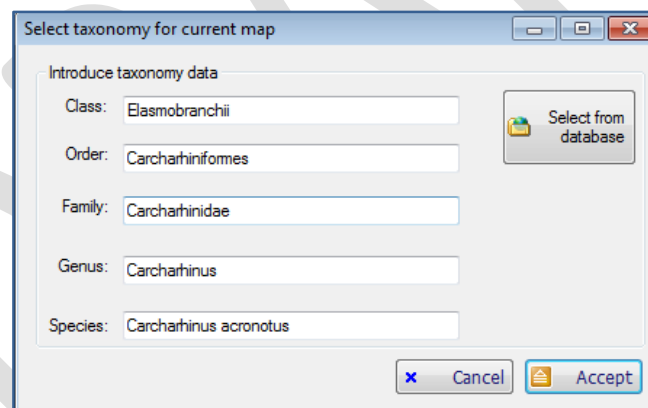 Select taxonomy for current map
Introduce taxonomy data
Class: Elasmobranchii
Select from
database
Order: Carcharhiniformes
Family: Carcharhinidae
Genus: Carcharhinus
Species: Carcharhinus acronotus
Cancel Accept